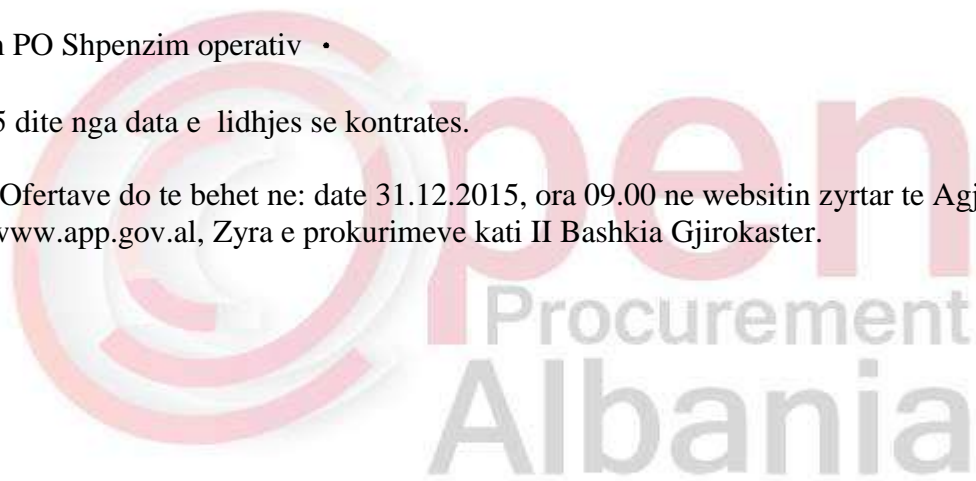 PO Shpenzim operativ •
5 dite nga data e lidhjes se kontrates.
Ofertave do te behet ne: date 31.12.2015, ora 09.00 ne websitin zyrtar te
www.app.gov.al, Zyra e prokurimeve kati II Bashkia Gjirokaster.
Open
Procurement
Albania